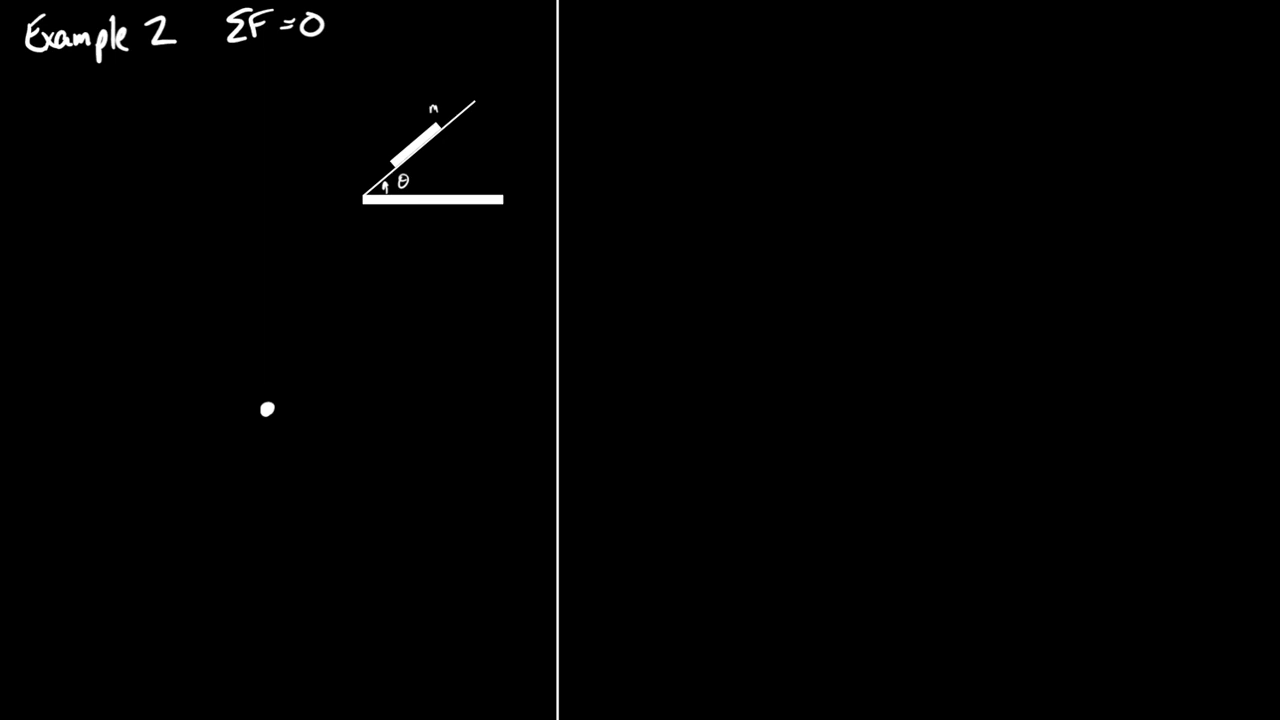 Example 2 ΣF = 0
m
θ